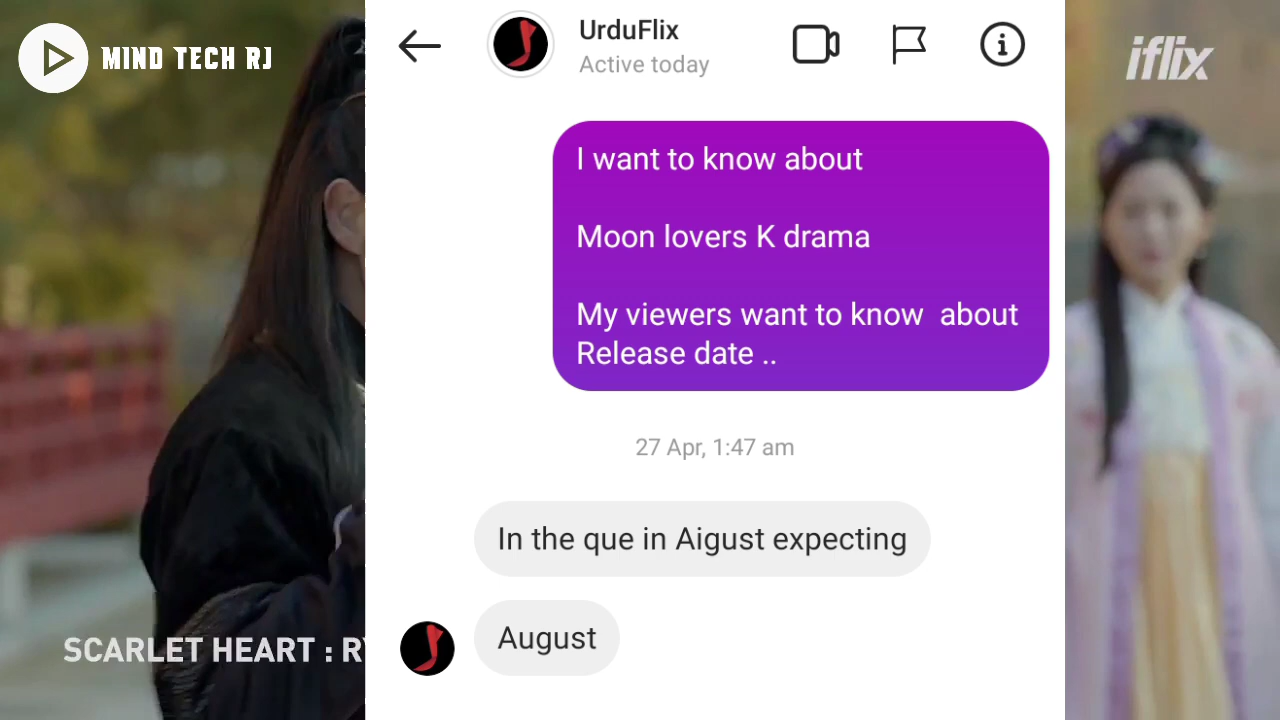 MIND TECH RJ
UrduFlix
Active today
iflix
I want to know about
Moon lovers K drama
My viewers want to know  about
Release date ..
27 Apr, 1:47 am
In the que in Aigust expecting
August
SCARLET HEART : RY